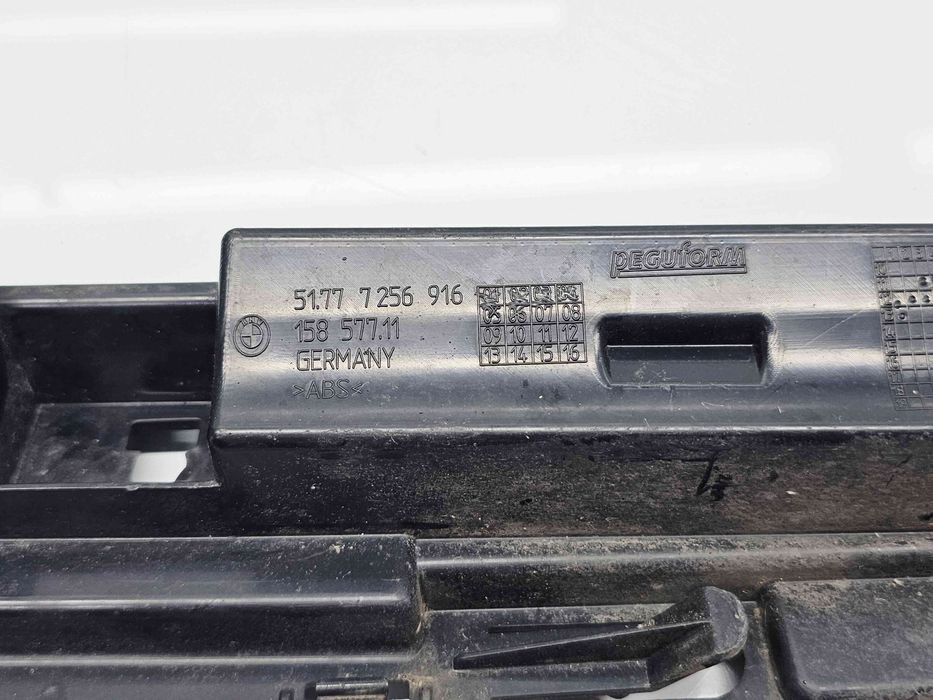 PEGUFORM
51.77 7 256 916
158 577.11
GERMANY
>ABS<
05 06 07 08
09 10 11 12
13 14 15 16